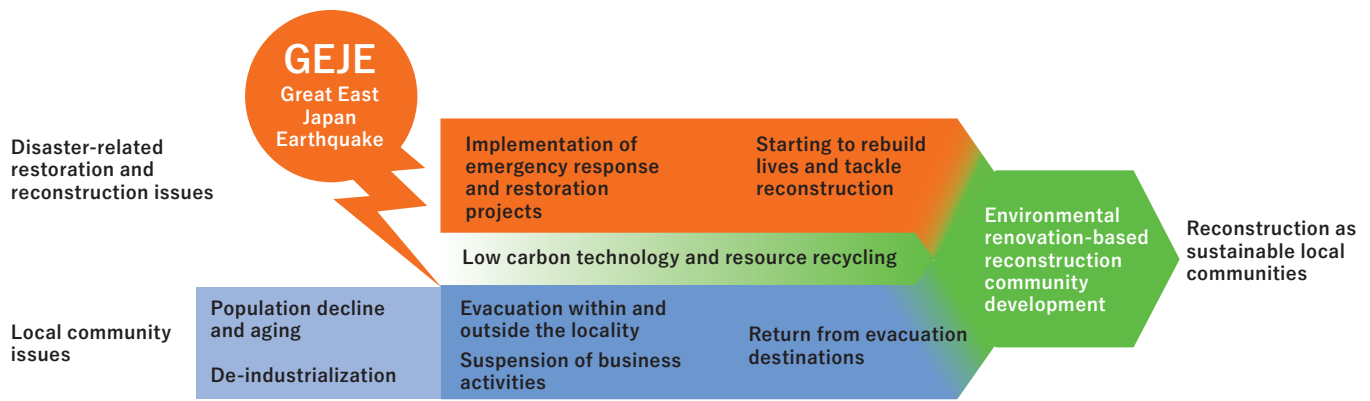 GEJE
Great East
Japan
Earthquake
Disaster-related
restoration and
reconstruction issues
Implementation of
emergency response
and restoration
projects
Starting to rebuild
lives and tackle
reconstruction
Low carbon technology and resource recycling
Environmental
renovation-based
reconstruction
community
development
Reconstruction as
sustainable local
communities
Local community
issues
Population decline
and aging
De-industrialization
Evacuation within and
outside the locality
Suspension of business
activities
Return from evacuation
destinations